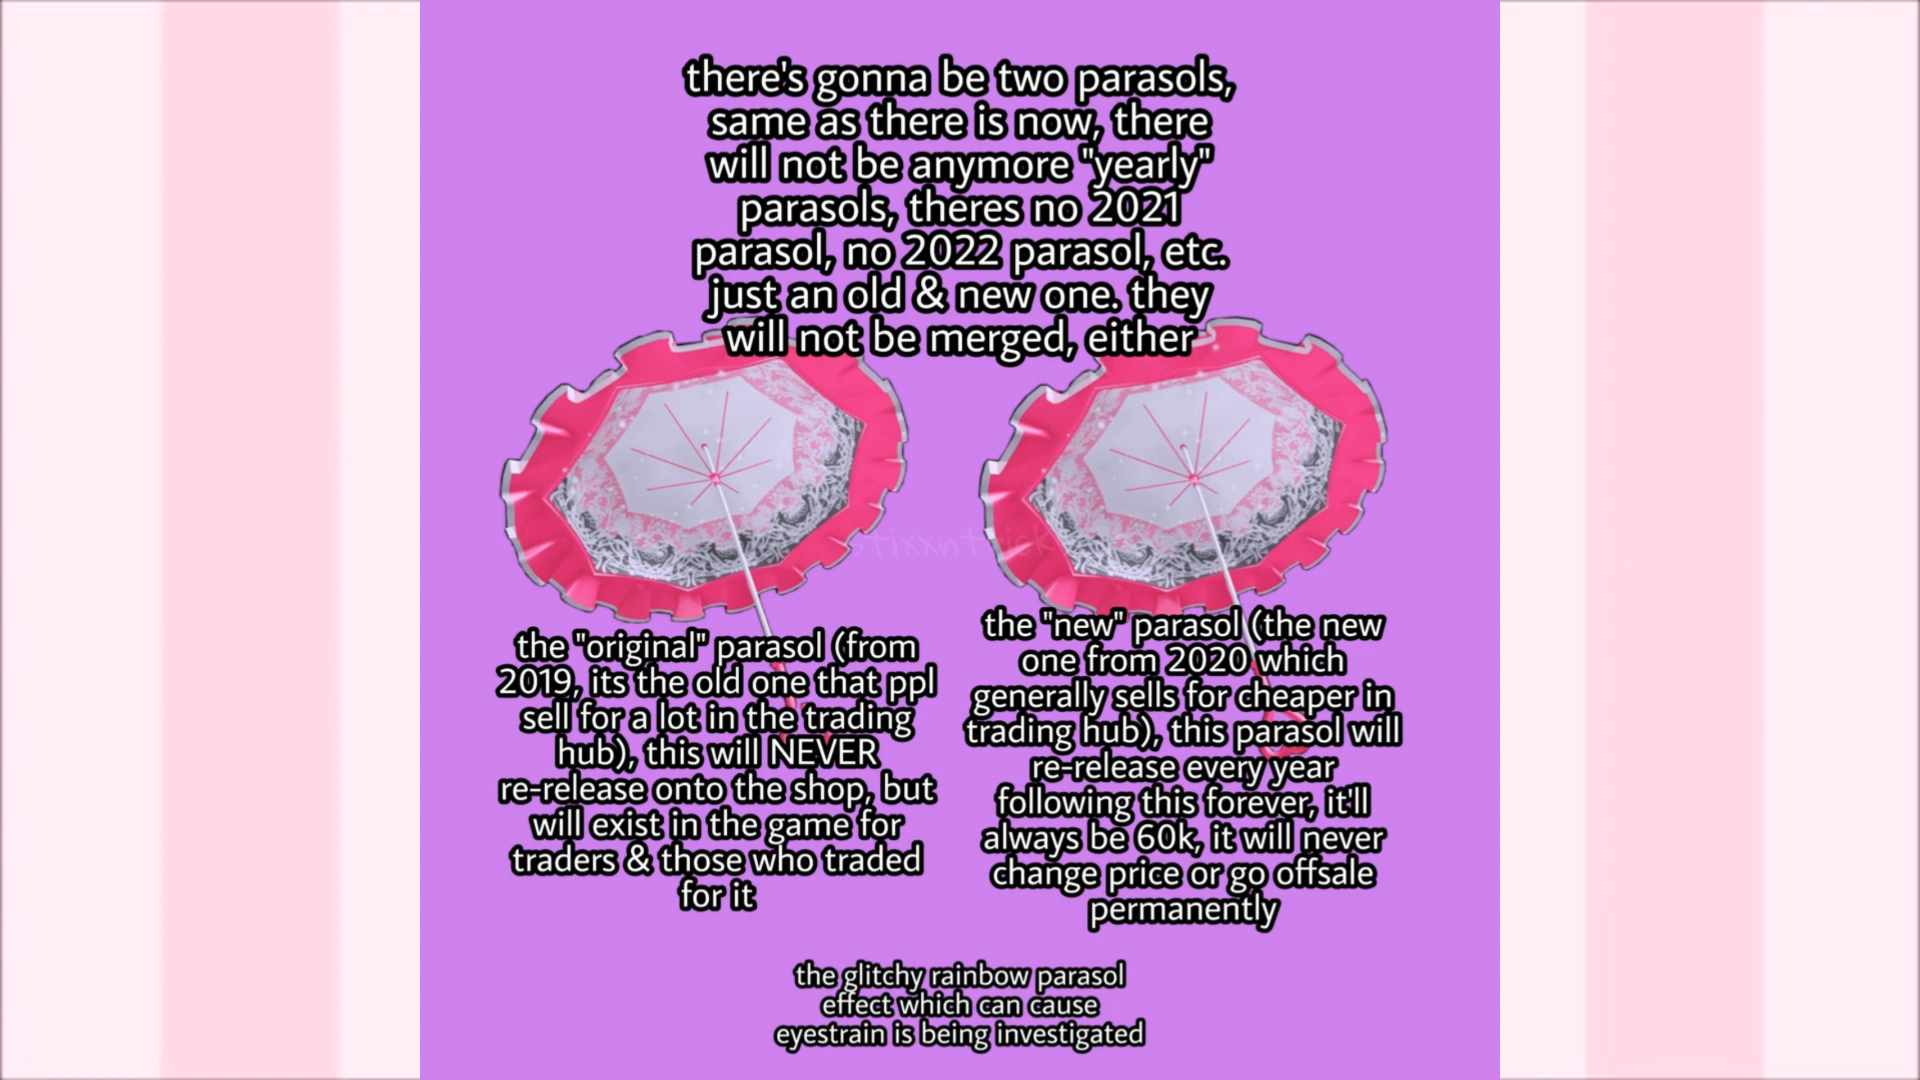 there's gonna be two parasols,
same as there is now, there
will not be anymore "yearly"
parasols, theres no 2021
parasol, no 2022 parasol, etc.
just an old & new one. they
will not be merged, either
stixxntrick
the "original" parasol (from
2019, its the old one that ppl
sell for a lot in the trading
hub), this will NEVER
re-release onto the shop, but
will exist in the game for
traders & those who traded
for it
the "new" parasol (the new
one from 2020 which
generally sells for cheaper in
trading hub), this parasol will
re-release every year
following this forever, it'll
always be 60k, it will never
change price or go offsale
permanently
the glitchy rainbow parasol
effect which can cause
eyestrain is being investigated